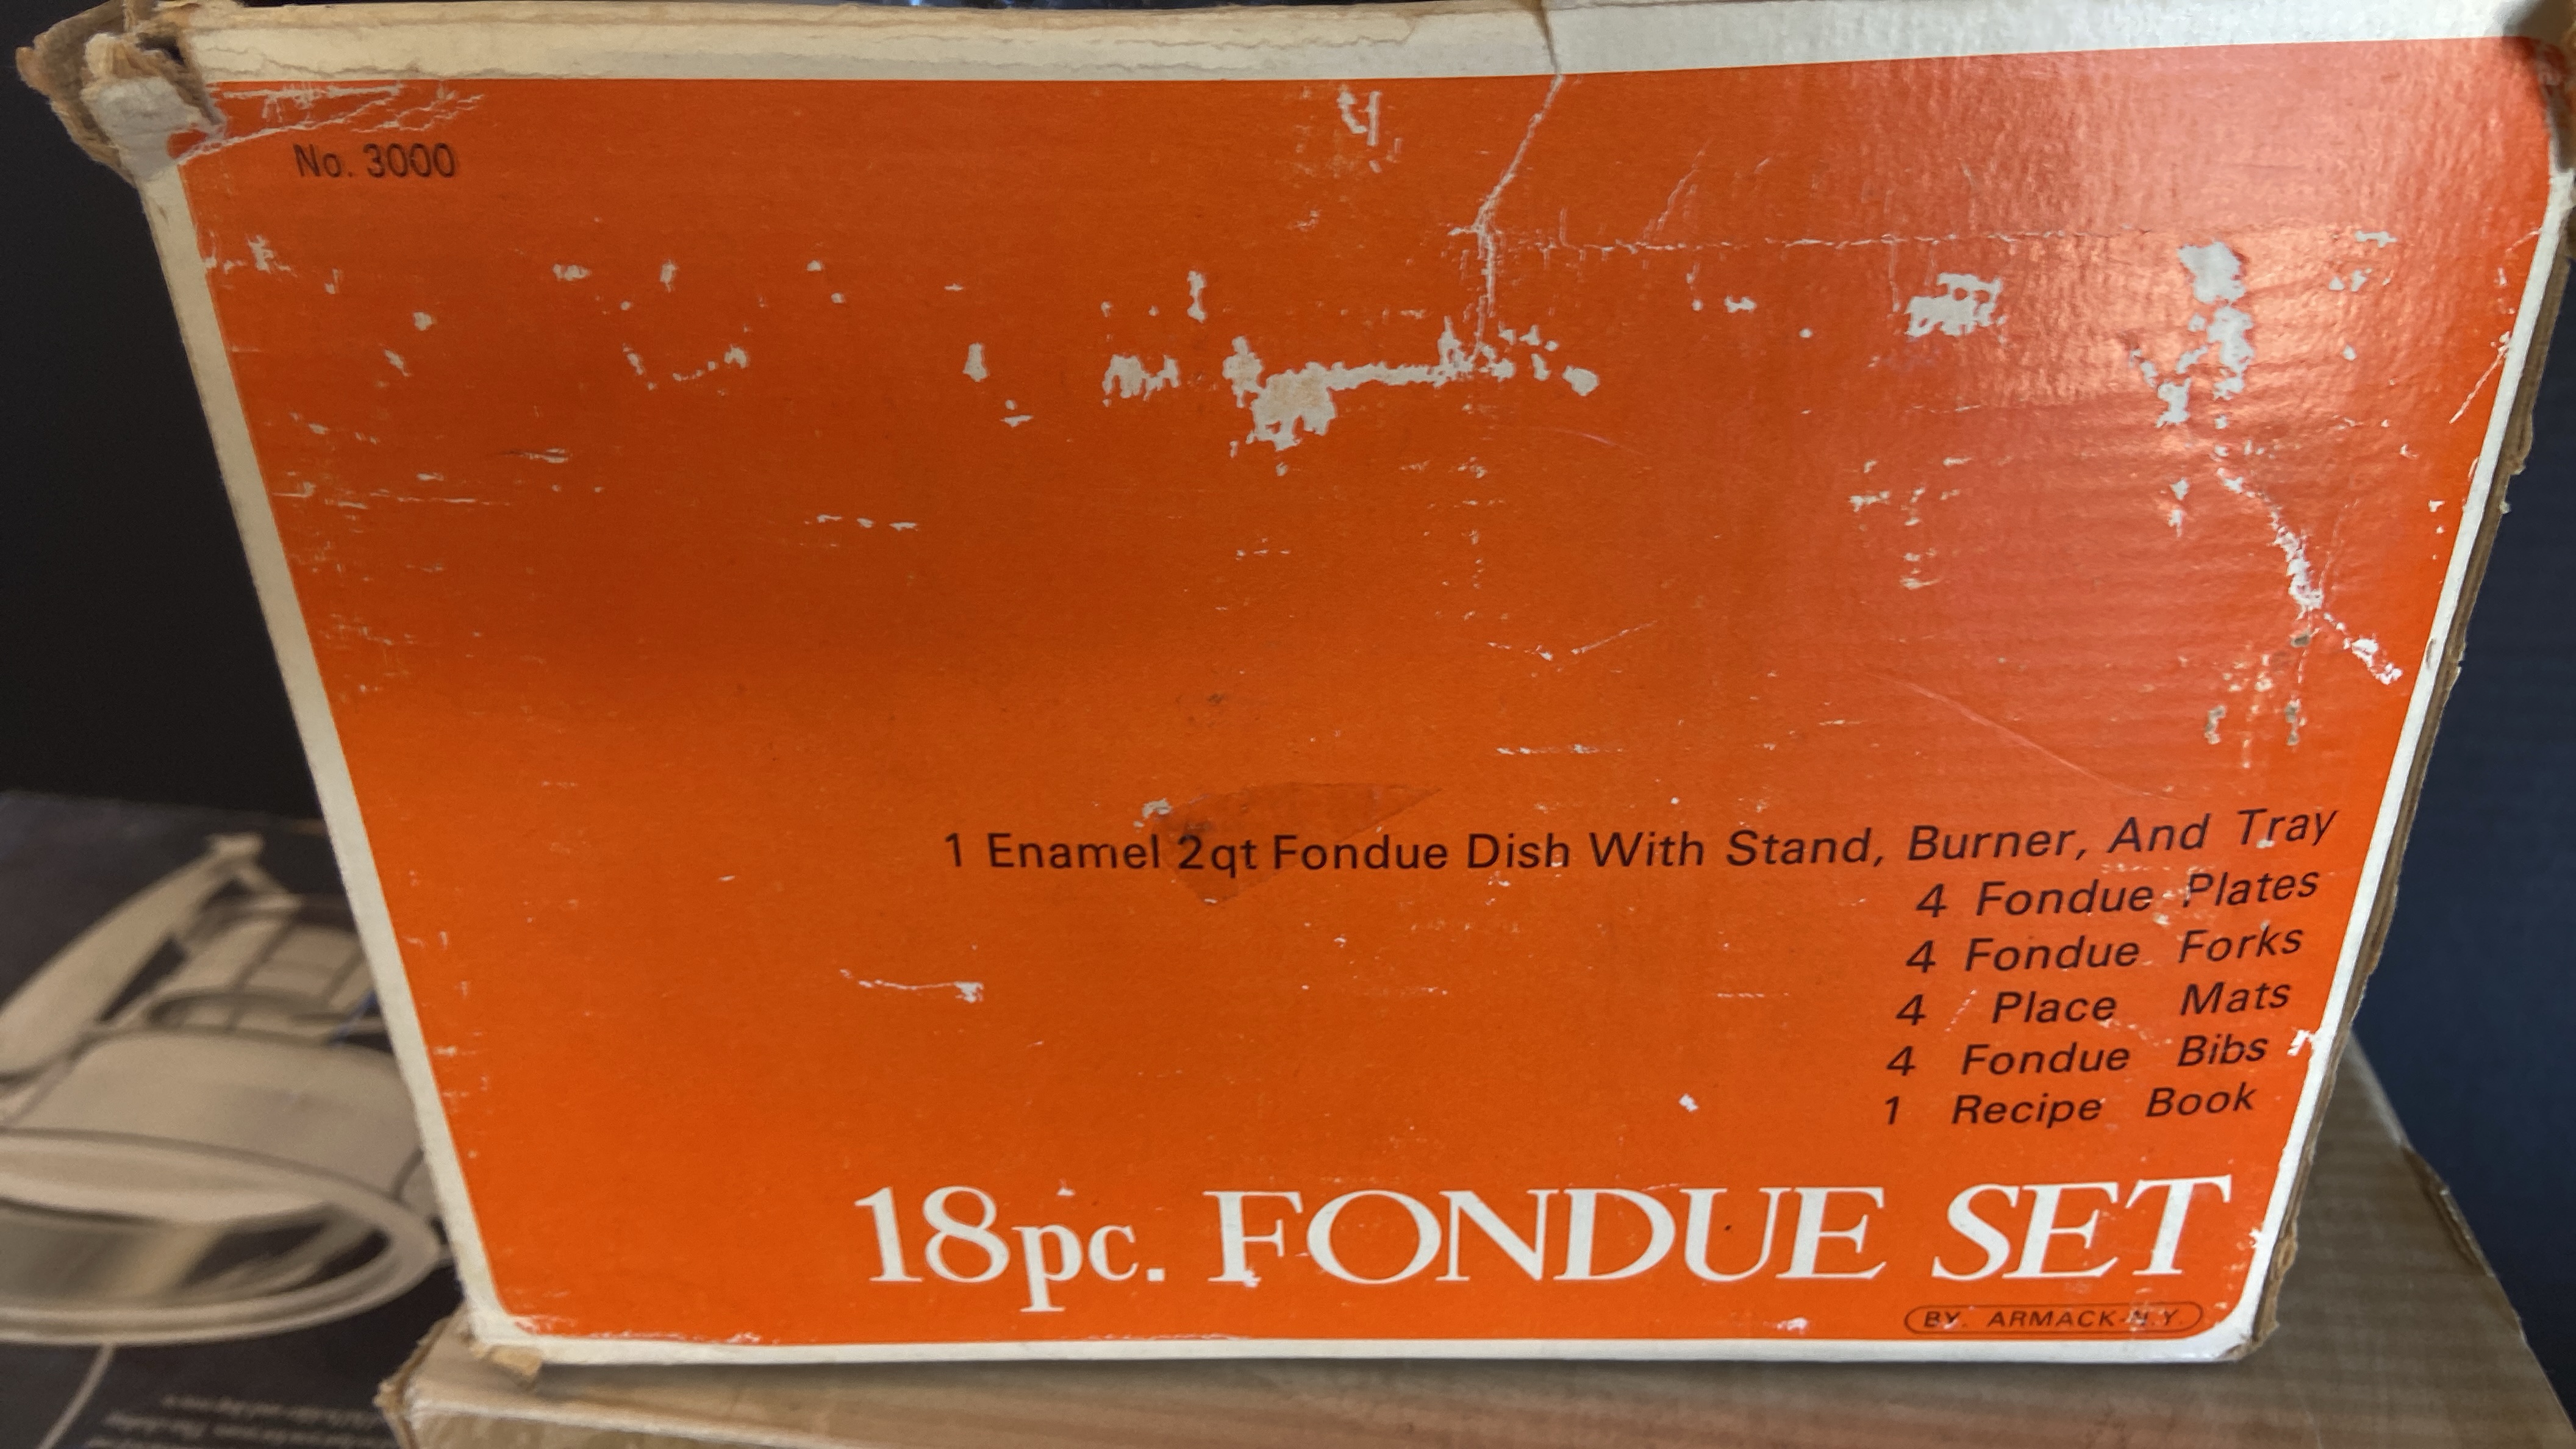 No. 3000
1 Enamel 2qt Fondue Dish With Stand, Burner, And Tray
4 Fondue Plates
4 Fondue Forks
4 Place Mats
4 Fondue Bibs
1 Recipe Book
18pc. FONDUE SET
BY. ARMACK-N.Y.